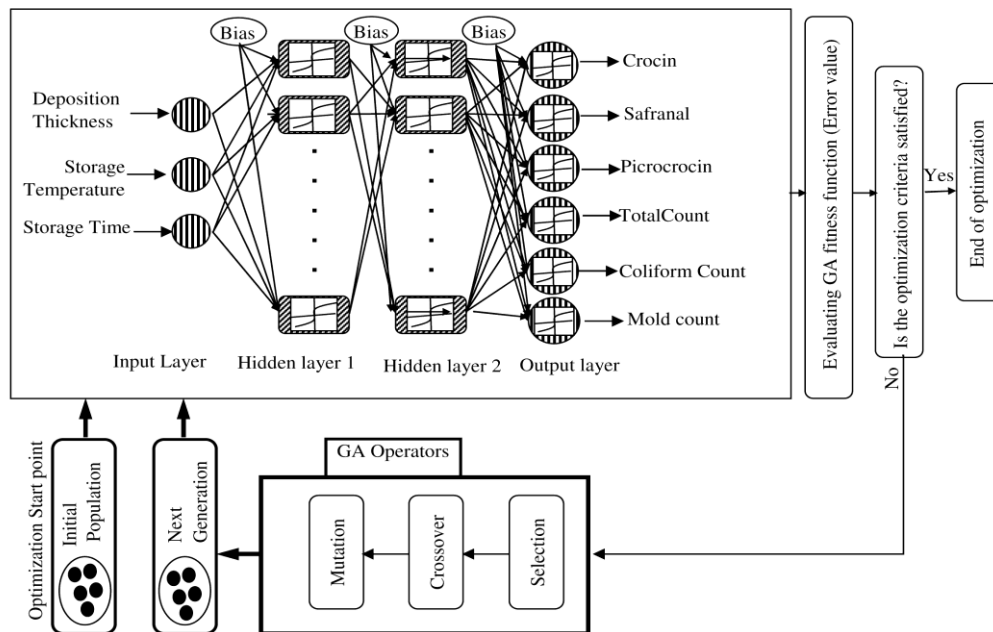 Bias
Bias
Bias
Deposition
Thickness
Storage
Temperature
Storage Time
Crocin
Safranal
Picrocrocin
TotalCount
Coliform Count
Mold count
Input Layer
Hidden layer 1
Hidden layer 2
Output layer
Evaluating GA fitness function (Error value)
Is the optimization criteria satisfied?
Yes
No
End of optimization
Optimization Start point
Initial
Population
Next
Generation
GA Operators
Mutation
Crossover
Selection